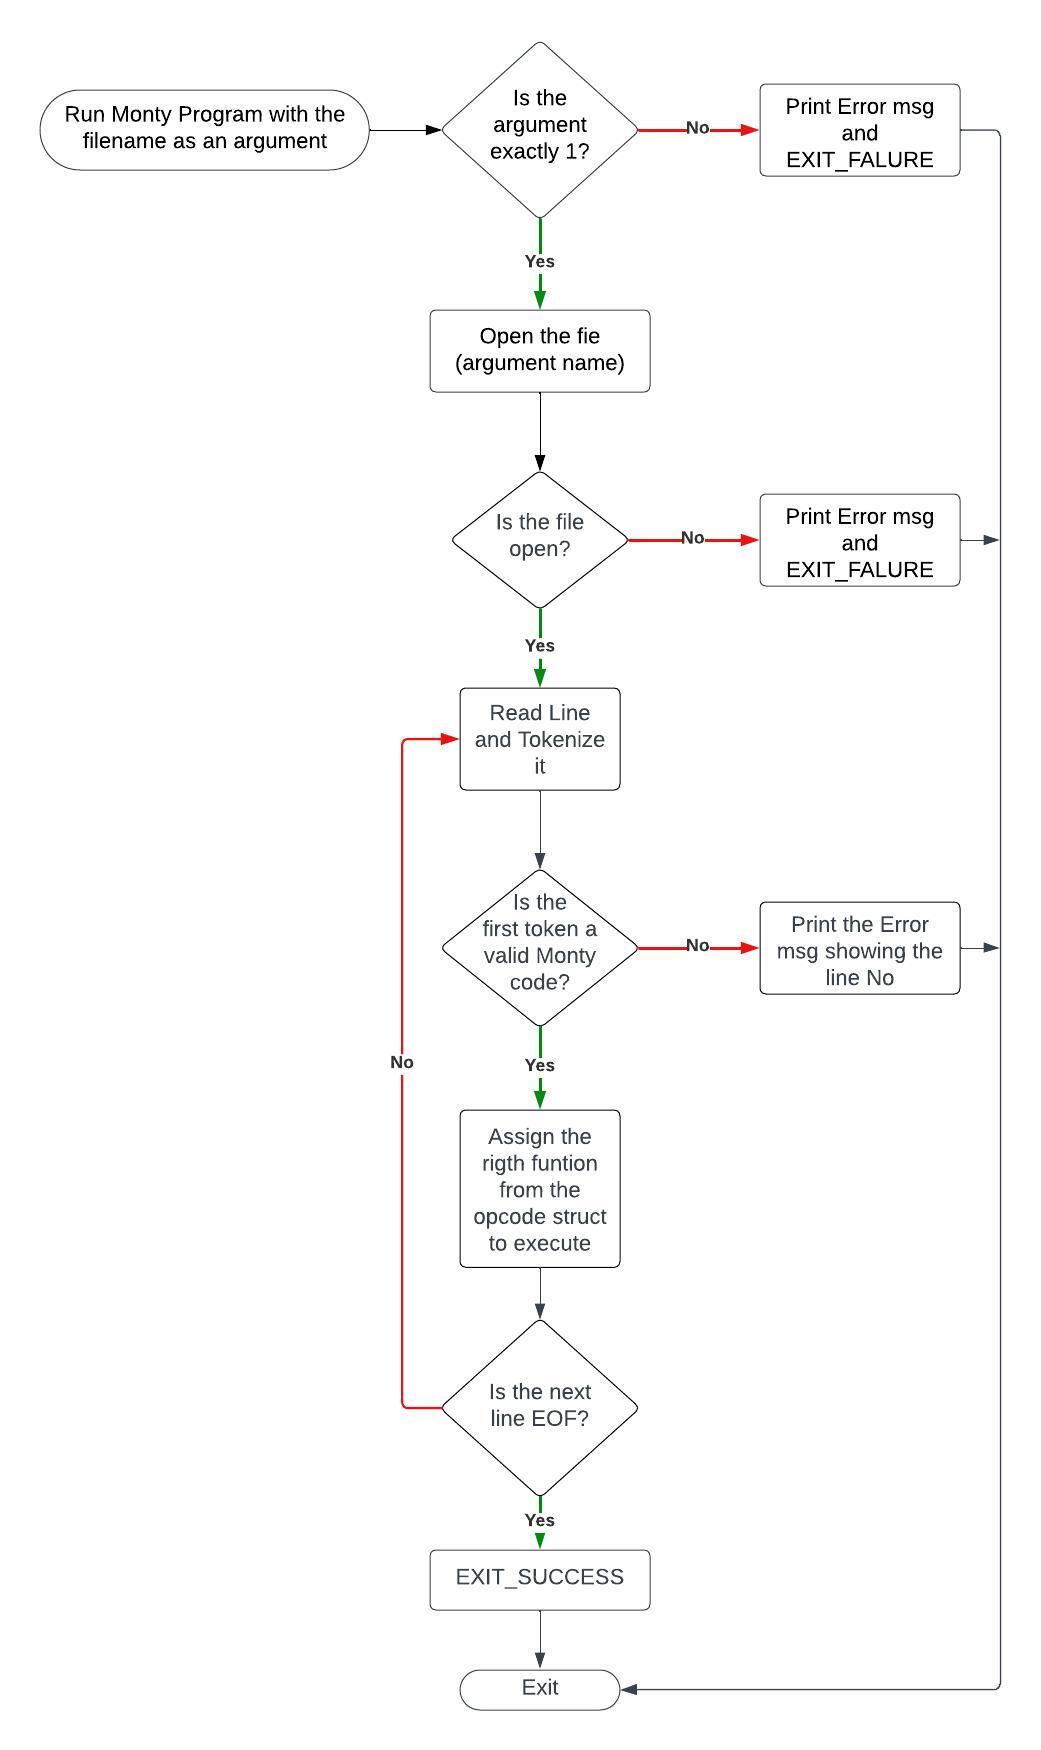 Run Monty Program with the
filename as an argument
Is the
argument
exactly 1?
No
Print Error msg
and
EXIT_FALURE
Yes
Open the fie
(argument name)
Is the file
open?
No
Print Error msg
and
EXIT_FALURE
Yes
Read Line
and Tokenize
it
Is the
first token a
valid Monty
code?
No
Print the Error
msg showing the
line No
Yes
No
Assign the
rigth funtion
from the
opcode struct
to execute
Is the next
line EOF?
Yes
EXIT_SUCCESS
Exit